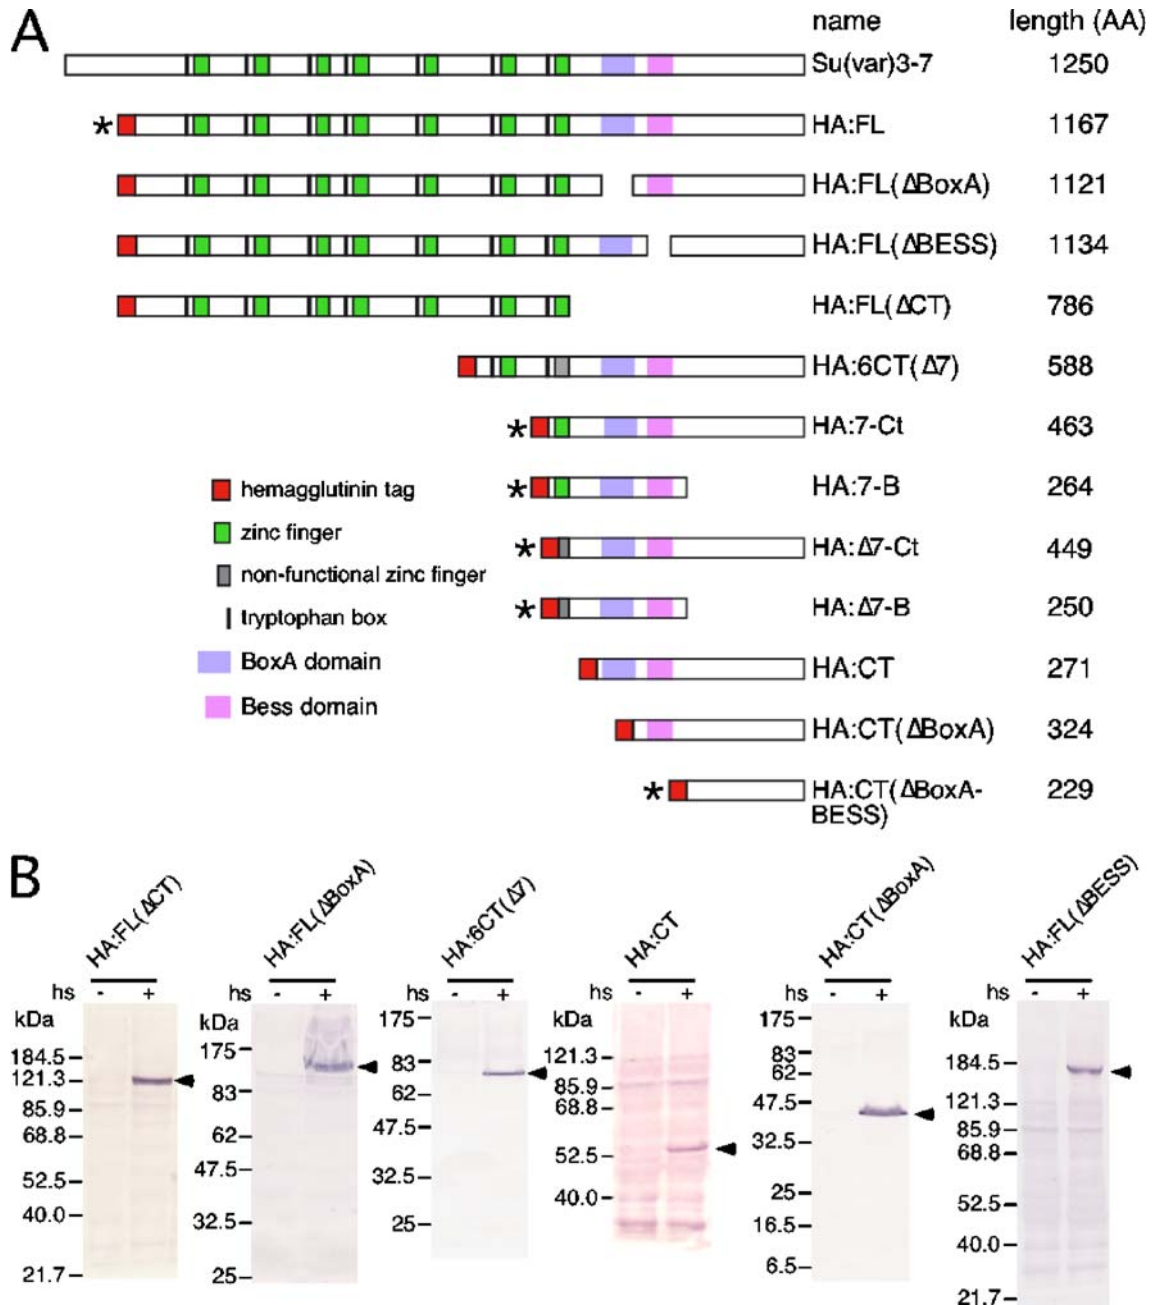 A
name length (AA)
Su(var)3-7 1250
* HA:FL 1167
HA:FL(ΔBoxA) 1121
HA:FL(ΔBESS) 1134
HA:FL(ΔCT) 786
HA:6CT(Δ7) 588
* HA:7-Ct 463
* HA:7-B 264
* HA:Δ7-Ct 449
* HA:Δ7-B 250
HA:CT 271
HA:CT(ΔBoxA) 324
* HA:CT(ΔBoxA- 229
BESS)
hemagglutinin tag
zinc finger
non-functional zinc finger
tryptophan box
BoxA domain
Bess domain
B
HA:FL(ΔCT)
hs - +
kDa
184.5
121.3
85.9
68.8
52.5
40.0
21.7
HA:FL(ΔBoxA)
hs - +
kDa
175
83
62
47.5
32.5
25
HA:6CT(Δ7)
hs - +
175
83
62
47.5
32.5
25
HA:CT
hs - +
kDa
121.3
85.9
68.8
52.5
40.0
HA:CT(ΔBoxA)
hs - +
175
83
62
47.5
32.5
25
16.5
6.5
HA:FL(ΔBESS)
hs - +
kDa
184.5
121.3
85.9
68.8
52.5
40.0
21.7